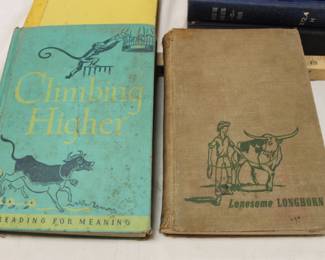 Climbing
Higher
READING FOR MEANING
Lonesome LONGHORN